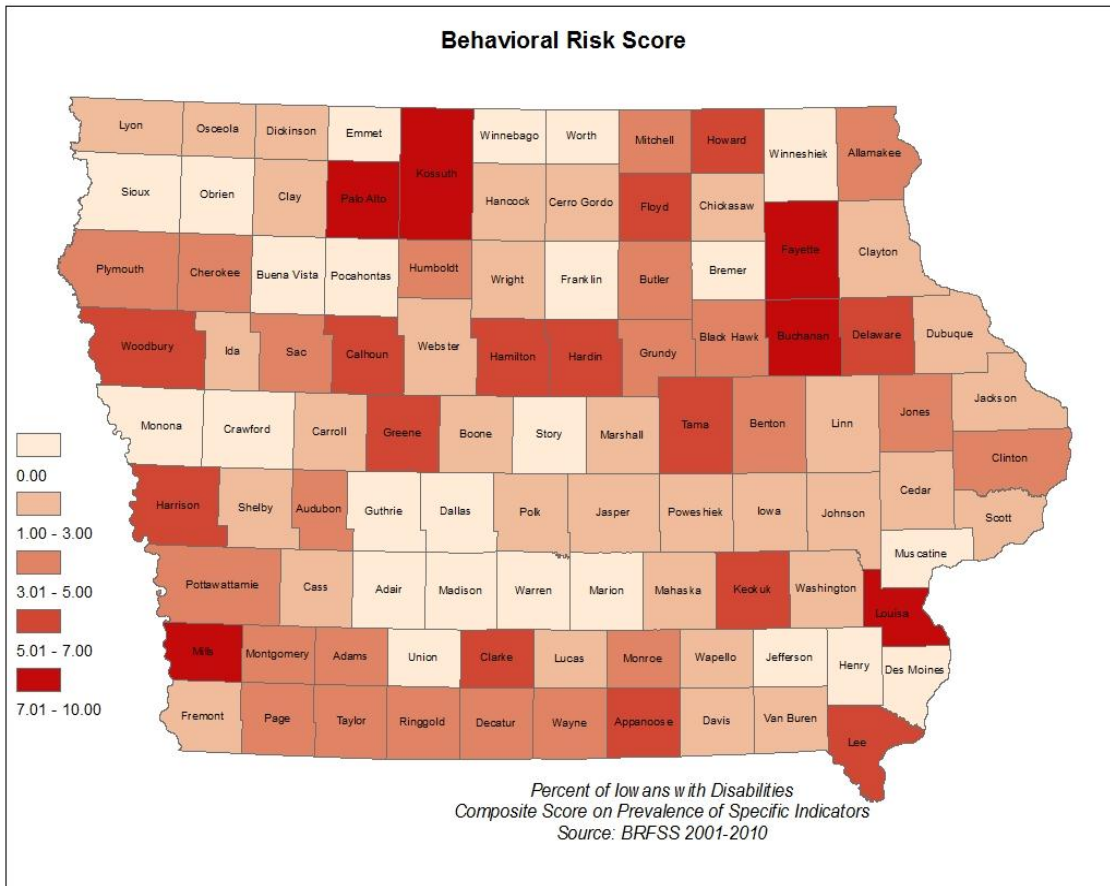 Behavioral Risk Score
Lyon Osceola Dickinson Emmet Kossuth Winnebago Worth Mitchell Howard Winneshiek Allamakee
Sioux Obrien Clay Palo Alto Hancock Cerro Gordo Floyd Chickasaw Fayette Clayton
Plymouth Cherokee Buena Vista Pocahontas Humboldt Wright Franklin Butler Bremer
Woodbury Ida Sac Calhoun Webster Hamilton Hardin Grundy Black Hawk Buchanan Delaware Dubuque
Monona Crawford Carroll Greene Boone Story Marshall Tama Benton Linn Jones Jackson
Clinton
Harrison Shelby Audubon Guthrie Dallas Polk Jasper Poweshiek Iowa Johnson Cedar Scott
Muscatine
Pottawattamie Cass Adair Madison Warren Marion Mahaska Keokuk Washington Louisa
Mills Montgomery Adams Union Clarke Lucas Monroe Wapello Jefferson Henry Des Moines
Fremont Page Taylor Ringgold Decatur Wayne Appanoose Davis Van Buren Lee
0.00
1.00 - 3.00
3.01 - 5.00
5.01 - 7.00
7.01 - 10.00
Percent of Iowans with Disabilities
Composite Score on Prevalence of Specific Indicators
Source: BRFSS 2001-2010